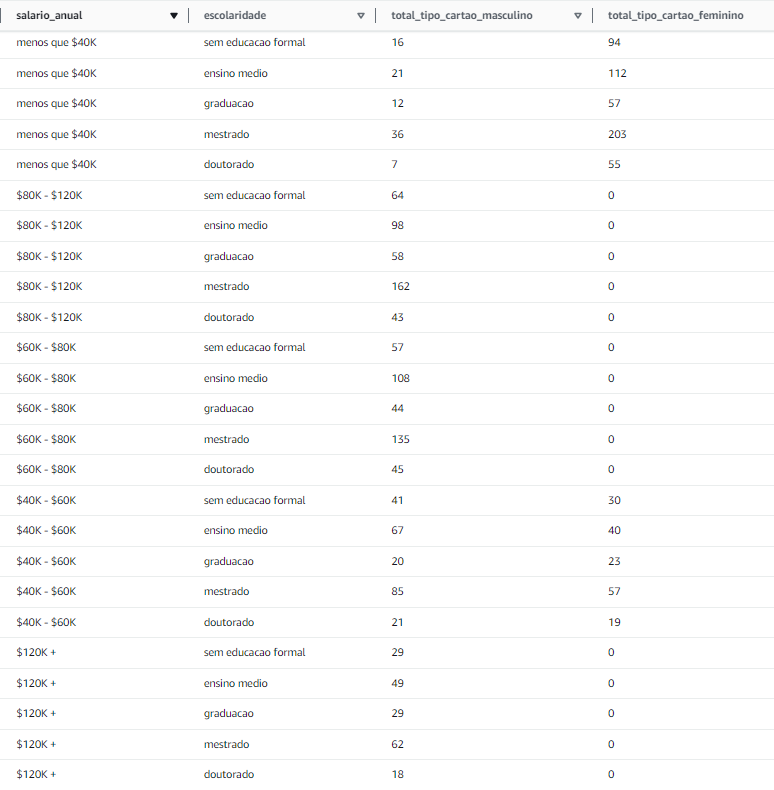 salario_anual escolaridade total_tipo_cartao_masculino total_tipo_cartao_feminino
menos que $40K sem educacao formal 16 94
menos que $40K ensino medio 21 112
menos que $40K graduacao 12 57
menos que $40K mestrado 36 203
menos que $40K doutorado 7 55
$80K - $120K sem educacao formal 64 0
$80K - $120K ensino medio 98 0
$80K - $120K graduacao 58 0
$80K - $120K mestrado 162 0
$80K - $120K doutorado 43 0
$60K - $80K sem educacao formal 57 0
$60K - $80K ensino medio 108 0
$60K - $80K graduacao 44 0
$60K - $80K mestrado 135 0
$60K - $80K doutorado 45 0
$40K - $60K sem educacao formal 41 30
$40K - $60K ensino medio 67 40
$40K - $60K graduacao 20 23
$40K - $60K mestrado 85 57
$40K - $60K doutorado 21 19
$120K + sem educacao formal 29 0
$120K + ensino medio 49 0
$120K + graduacao 29 0
$120K + mestrado 62 0
$120K + doutorado 18 0